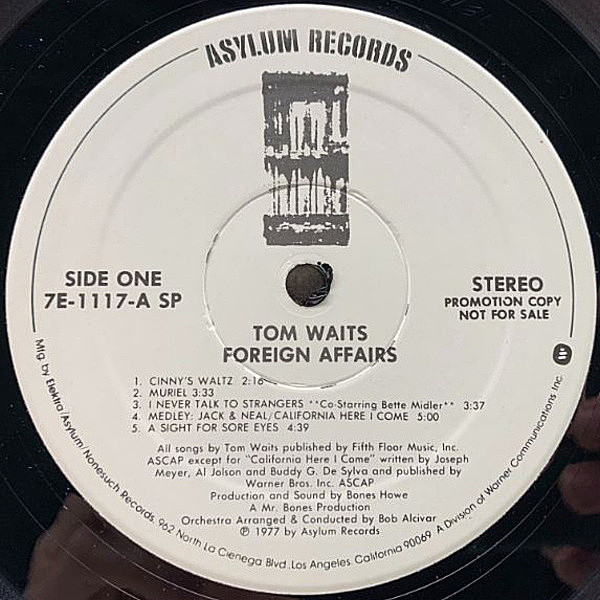 ASYLUM RECORDS
SIDE ONE
7E-1117-A SP
STEREO
PROMOTION COPY
NOT FOR SALE
TOM WAITS
FOREIGN AFFAIRS
1. CINNY'S WALTZ 2:16
2. MURIEL 3:33
3. I NEVER TALK TO STRANGERS **Co-Starring Bette Midler** 3:37
4. MEDLEY: JACK & NEAL/CALIFORNIA HERE I COME 5:00
5. A SIGHT FOR SORE EYES 4:39
All songs by Tom Waits published by Fifth Floor Music, Inc.
ASCAP except for "California Here I Come" written by Joseph
Meyer, Al Jolson and Buddy G. De Sylva and published by
Warner Bros. Inc. ASCAP
Production and Sound by Bones Howe
A Mr. Bones Production
Orchestra Arranged & Conducted by Bob Alcivar
℗ 1977 by Asylum Records
Mfg. by Elektra/Asylum/Nonesuch Records, 962 North La Cienega Blvd., Los Angeles, California 90069 A Division of Warner Communications Inc.